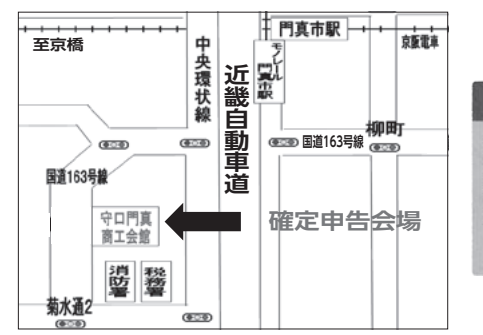 門真市駅
至京橋
京阪電車
中央環状線
モノレール
門真市駅
近畿自動車道
柳町
国道163号線
国道163号線
守口門真
商工会館
確定申告会場
消防署
税務署
菊水通2